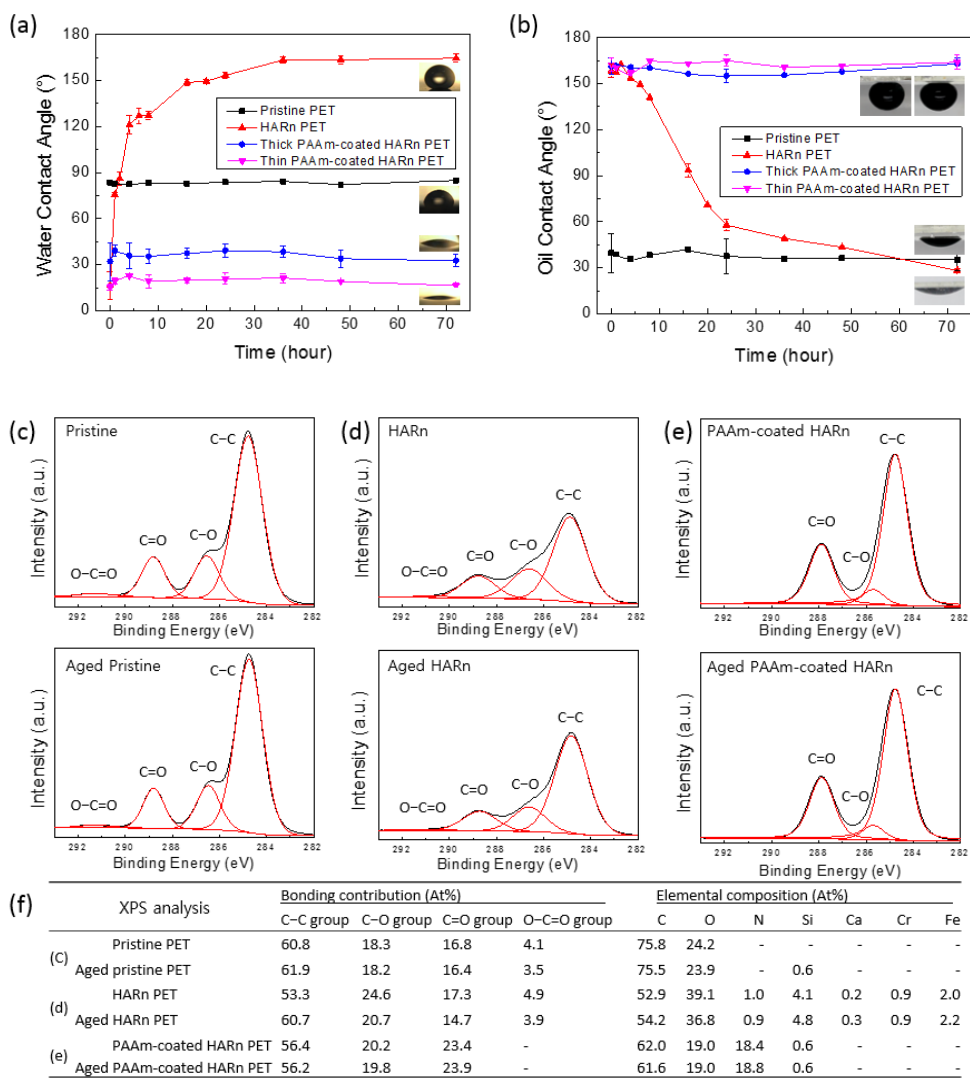 (a)
180
150
120
90
60
30
0
Water Contact Angle (°)
Pristine PET
HARn PET
Thick PAAm-coated HARn PET
Thin PAAm-coated HARn PET
0 10 20 30 40 50 60 70
Time (hour)
(b)
180
150
120
90
60
30
0
Oil Contact Angle (°)
Pristine PET
HARn PET
Thick PAAm-coated HARn PET
Thin PAAm-coated HARn PET
0 10 20 30 40 50 60 70
Time (hour)
(c)
Pristine
C−C
C=O
C−O
O−C=O
Intensity (a.u.)
292 290 288 286 284 282
Binding Energy (eV)
Aged Pristine
C−C
C=O
C−O
O−C=O
Intensity (a.u.)
292 290 288 286 284 282
Binding Energy (eV)
(d)
HARn
C−C
C−O
C=O
O−C=O
Intensity (a.u.)
292 290 288 286 284 282
Binding Energy (eV)
Aged HARn
C−C
C−O
C=O
O−C=O
Intensity (a.u.)
292 290 288 286 284 282
Binding Energy (eV)
(e)
PAAm-coated HARn
C−C
C=O
C−O
Intensity (a.u.)
292 290 288 286 284 282
Binding Energy (eV)
Aged PAAm-coated HARn
C−C
C=O
C−O
Intensity (a.u.)
292 290 288 286 284 282
Binding Energy (eV)
(f)
XPS analysis Bonding contribution (At%) Elemental composition (At%)
C−C group C−O group C=O group O−C=O group C O N Si Ca Cr Fe
(C) Pristine PET 60.8 18.3 16.8 4.1 75.8 24.2 - - - - -
Aged pristine PET 61.9 18.2 16.4 3.5 75.5 23.9 - 0.6 - - -
(d) HARn PET 53.3 24.6 17.3 4.9 52.9 39.1 1.0 4.1 0.2 0.9 2.0
Aged HARn PET 60.7 20.7 14.7 3.9 54.2 36.8 0.9 4.8 0.3 0.9 2.2
(e) PAAm-coated HARn PET 56.4 20.2 23.4 - 62.0 19.0 18.4 0.6 - - -
Aged PAAm-coated HARn PET 56.2 19.8 23.9 - 61.6 19.0 18.8 0.6 - - -